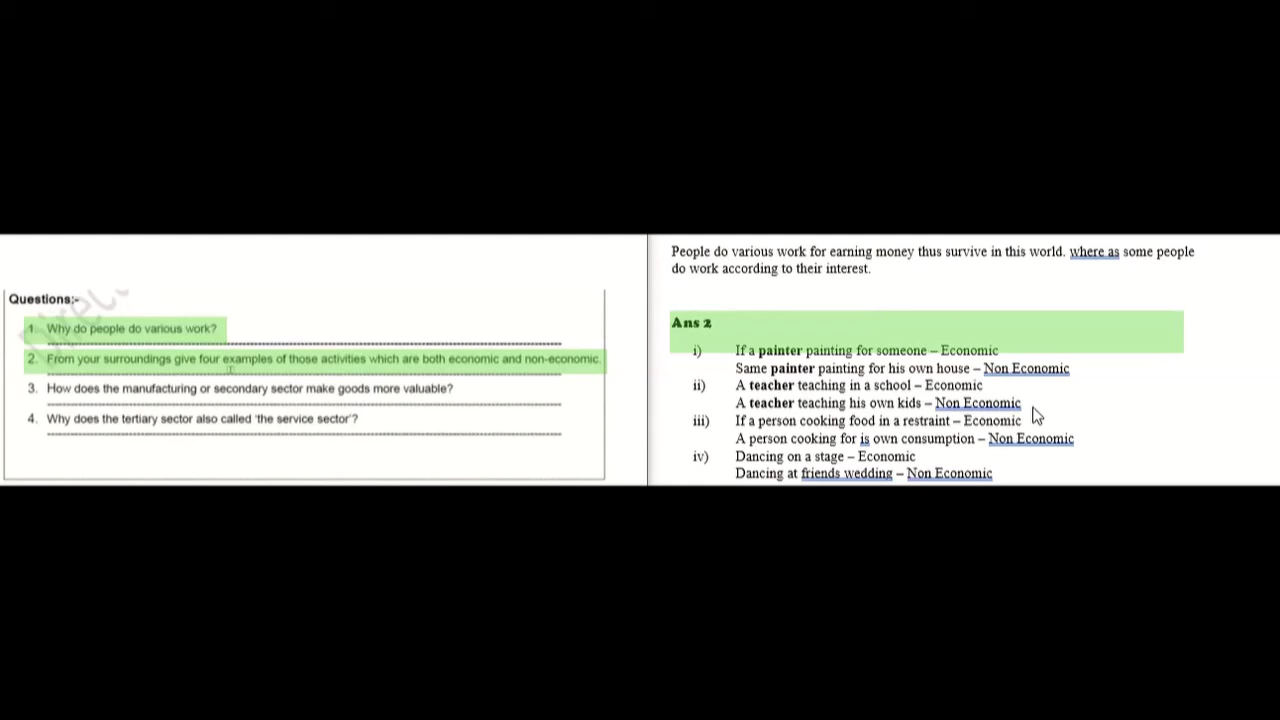 Questions:-
1. Why do people do various work?
2. From your surroundings give four examples of those activities which are both economic and non-economic.
3. How does the manufacturing or secondary sector make goods more valuable?
4. Why does the tertiary sector also called 'the service sector'?
People do various work for earning money thus survive in this world. where as some people
do work according to their interest.
Ans 2
i) If a painter painting for someone – Economic
Same painter painting for his own house – Non Economic
ii) A teacher teaching in a school – Economic
A teacher teaching his own kids – Non Economic
iii) If a person cooking food in a restraint – Economic
A person cooking for is own consumption – Non Economic
iv) Dancing on a stage – Economic
Dancing at friends wedding – Non Economic